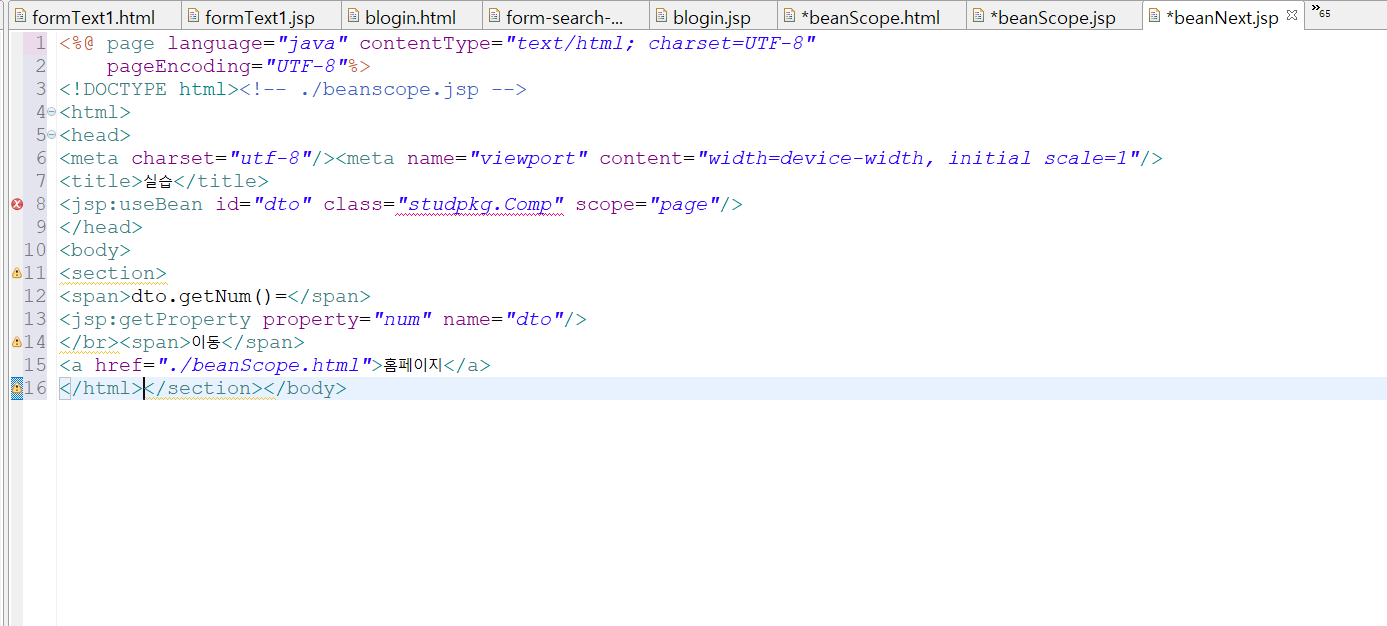 formText1.html formText1.jsp blogin.html form-search-... blogin.jsp *beanScope.html *beanScope.jsp *beanNext.jsp »65
1 <%@ page language="java" contentType="text/html; charset=UTF-8"
2 pageEncoding="UTF-8"%>
3 <!DOCTYPE html><!-- ./beanscope.jsp -->
4 <html>
5 <head>
6 <meta charset="utf-8"/><meta name="viewport" content="width=device-width, initial scale=1"/>
7 <title>실습</title>
8 <jsp:useBean id="dto" class="studpkg.Comp" scope="page"/>
9 </head>
10 <body>
11 <section>
12 <span>dto.getNum()=</span>
13 <jsp:getProperty property="num" name="dto"/>
14 </br><span>이동</span>
15 <a href="./beanScope.html">홈페이지</a>
16 </html></section></body>